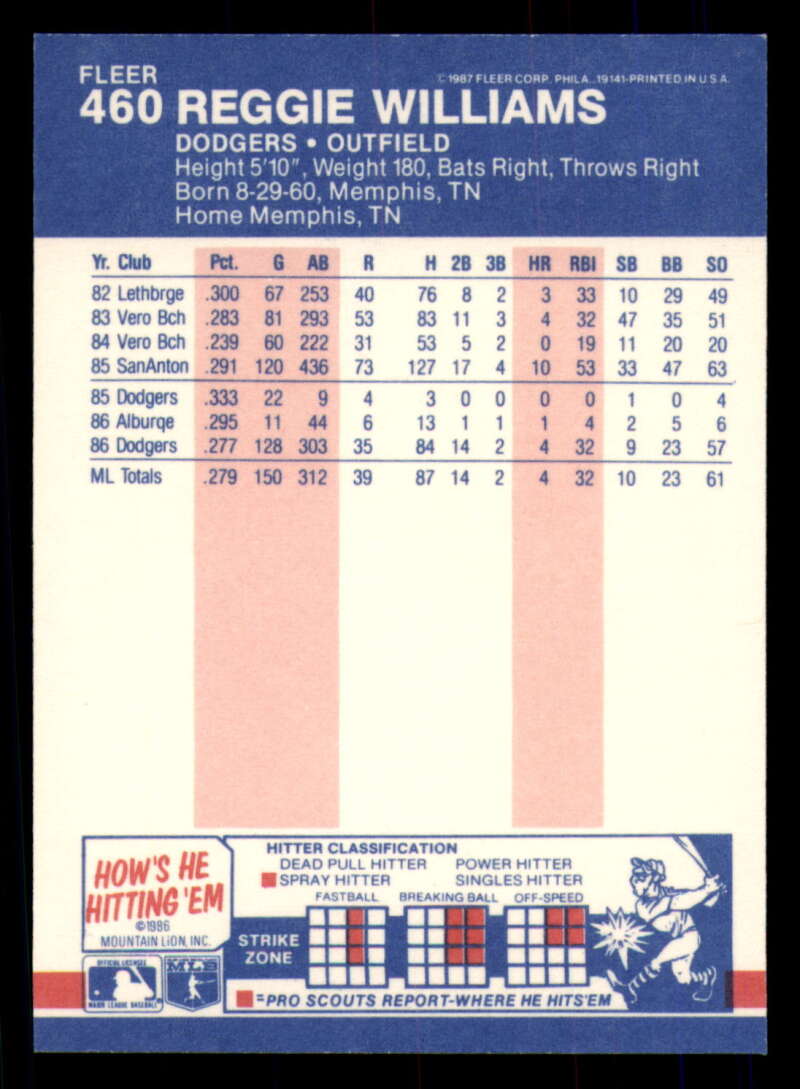 FLEER
© 1987 FLEER CORP. PHILA., 19141-PRINTED IN U S A.
460 REGGIE WILLIAMS
DODGERS • OUTFIELD
Height 5'10", Weight 180, Bats Right, Throws Right
Born 8-29-60, Memphis, TN
Home Memphis, TN
Yr. Club Pct. G AB R H 2B 3B HR RBI SB BB SO
82 Lethbrge .300 67 253 40 76 8 2 3 33 10 29 49
83 Vero Bch .283 81 293 53 83 11 3 4 32 47 35 51
84 Vero Bch .239 60 222 31 53 5 2 0 19 11 20 20
85 SanAnton .291 120 436 73 127 17 4 10 53 33 47 63
85 Dodgers .333 22 9 4 3 0 0 0 0 1 0 4
86 Alburqe .295 11 44 6 13 1 1 1 4 2 5 6
86 Dodgers .277 128 303 35 84 14 2 4 32 9 23 57
ML Totals .279 150 312 39 87 14 2 4 32 10 23 61
HOW'S HE
HITTING 'EM
©1986
MOUNTAIN LION, INC.
OFFICIAL LICENSEE
MAJOR LEAGUE BASEBALL
MLB
HITTER CLASSIFICATION
DEAD PULL HITTER POWER HITTER
SPRAY HITTER SINGLES HITTER
FASTBALL BREAKING BALL OFF-SPEED
STRIKE
ZONE
=PRO SCOUTS REPORT-WHERE HE HITS'EM